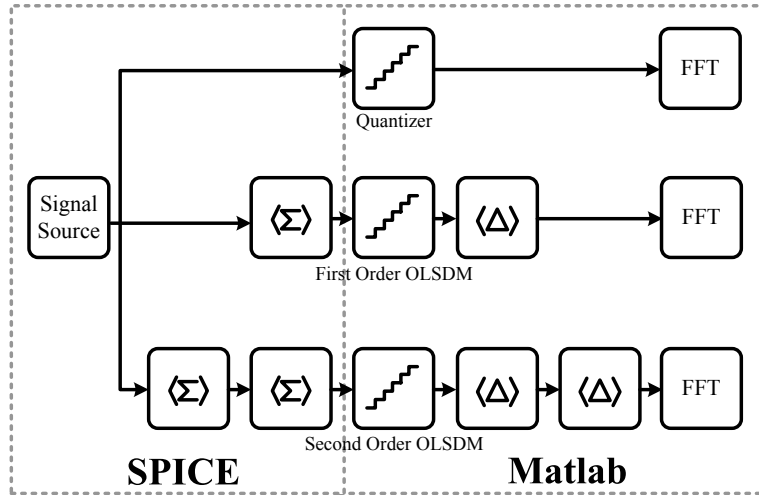 FFT
Quantizer
Signal
Source
⟨Σ⟩
⟨Δ⟩
FFT
First Order OLSDM
⟨Σ⟩
⟨Σ⟩
⟨Δ⟩
⟨Δ⟩
FFT
Second Order OLSDM
SPICE
Matlab